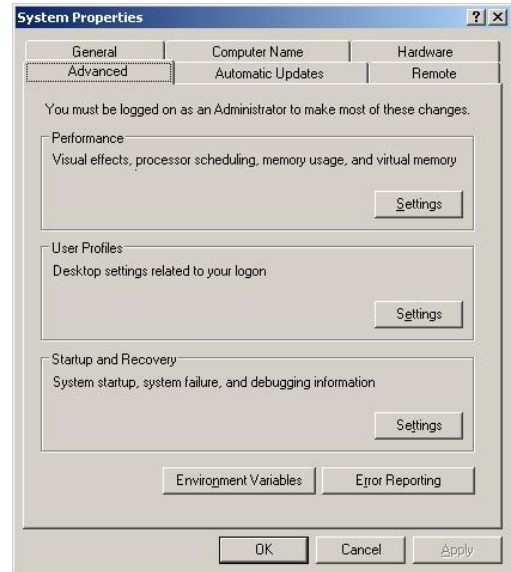 System Properties
? X
General Computer Name Hardware
Advanced Automatic Updates Remote
You must be logged on as an Administrator to make most of these changes.
Performance
Visual effects, processor scheduling, memory usage, and virtual memory
Settings
User Profiles
Desktop settings related to your logon
Settings
Startup and Recovery
System startup, system failure, and debugging information
Settings
Environment Variables Error Reporting
OK Cancel Apply